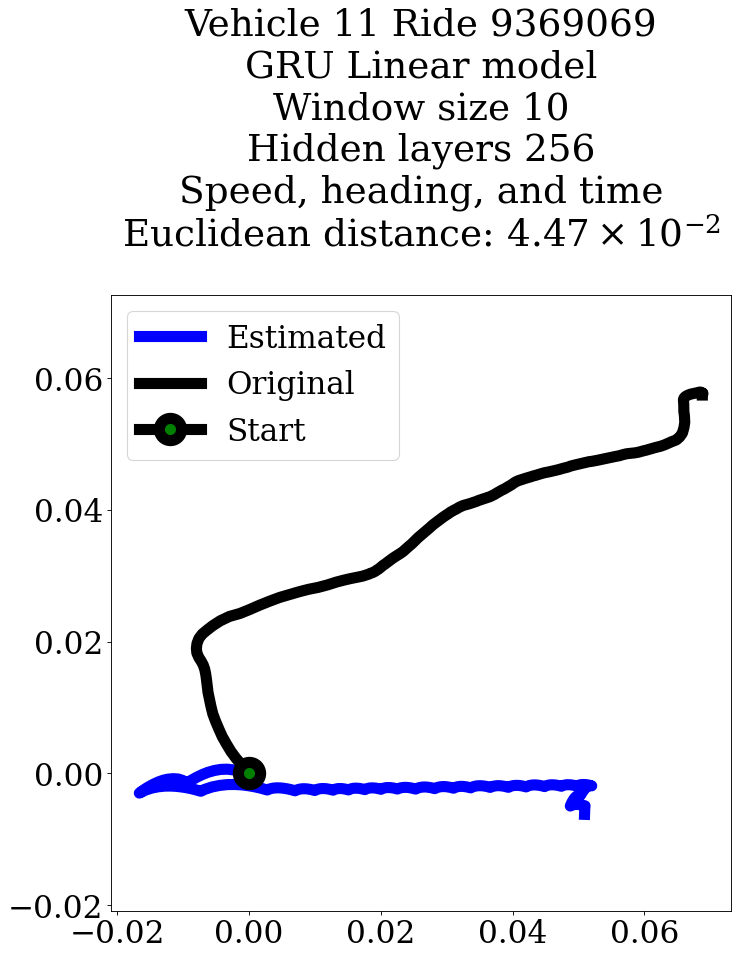 Vehicle 11 Ride 9369069
GRU Linear model
Window size 10
Hidden layers 256
Speed, heading, and time
Euclidean distance: 4.47 × 10⁻²
Estimated
Original
Start
0.06
0.04
0.02
0.00
−0.02
−0.02 0.00 0.02 0.04 0.06